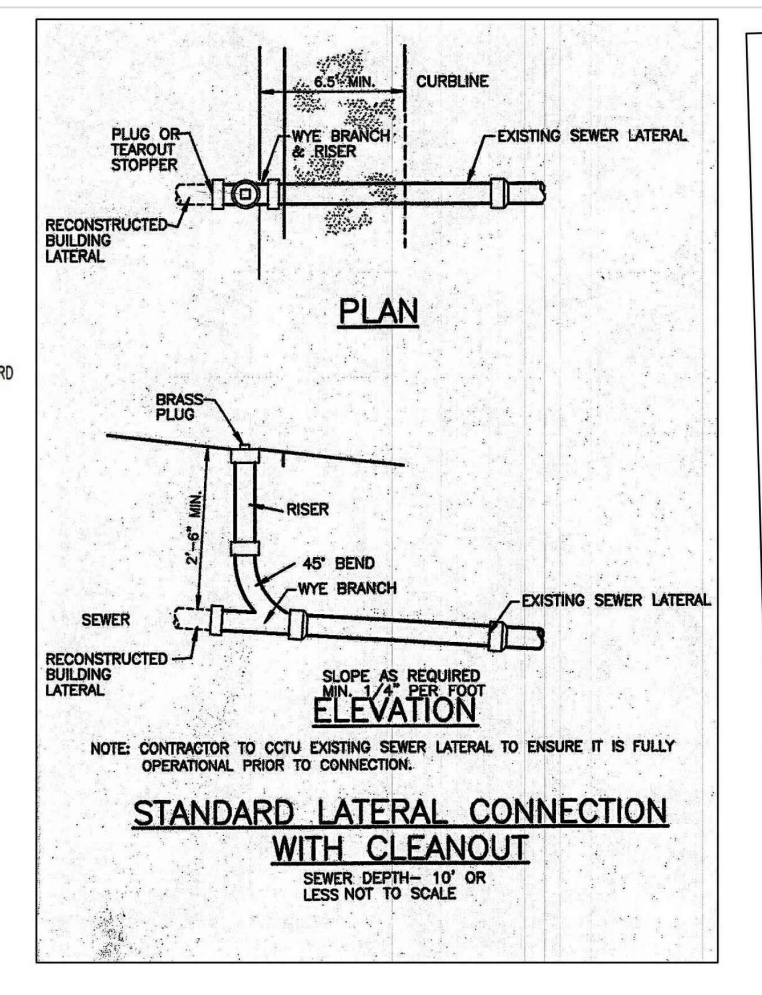 6.5' MIN.
CURBLINE
PLUG OR
TEAROUT
STOPPER
WYE BRANCH
& RISER
EXISTING SEWER LATERAL
RECONSTRUCTED
BUILDING
LATERAL
PLAN
RD
BRASS
PLUG
2'-6" MIN.
RISER
45° BEND
WYE BRANCH
EXISTING SEWER LATERAL
SEWER
RECONSTRUCTED
BUILDING
LATERAL
SLOPE AS REQUIRED
MIN. 1/4" PER FOOT
ELEVATION
NOTE: CONTRACTOR TO CCTU EXISTING SEWER LATERAL TO ENSURE IT IS FULLY
OPERATIONAL PRIOR TO CONNECTION.
STANDARD LATERAL CONNECTION
WITH CLEANOUT
SEWER DEPTH- 10' OR
LESS NOT TO SCALE